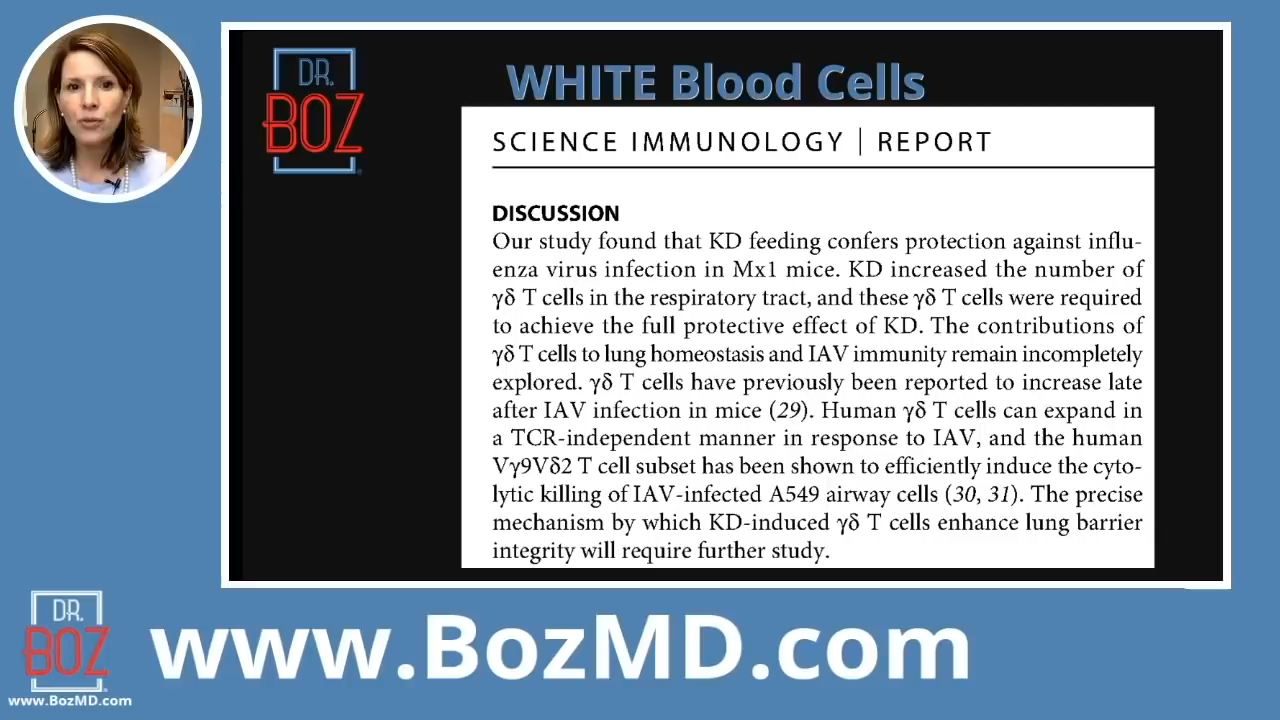 DR.
BOZ
WHITE Blood Cells
SCIENCE IMMUNOLOGY | REPORT
DISCUSSION
Our study found that KD feeding confers protection against influ-
enza virus infection in Mx1 mice. KD increased the number of
γδ T cells in the respiratory tract, and these γδ T cells were required
to achieve the full protective effect of KD. The contributions of
γδ T cells to lung homeostasis and IAV immunity remain incompletely
explored. γδ T cells have previously been reported to increase late
after IAV infection in mice (29). Human γδ T cells can expand in
a TCR-independent manner in response to IAV, and the human
Vγ9Vδ2 T cell subset has been shown to efficiently induce the cyto-
lytic killing of IAV-infected A549 airway cells (30, 31). The precise
mechanism by which KD-induced γδ T cells enhance lung barrier
integrity will require further study.
DR.
BOZ
www.BozMD.com
www.BozMD.com